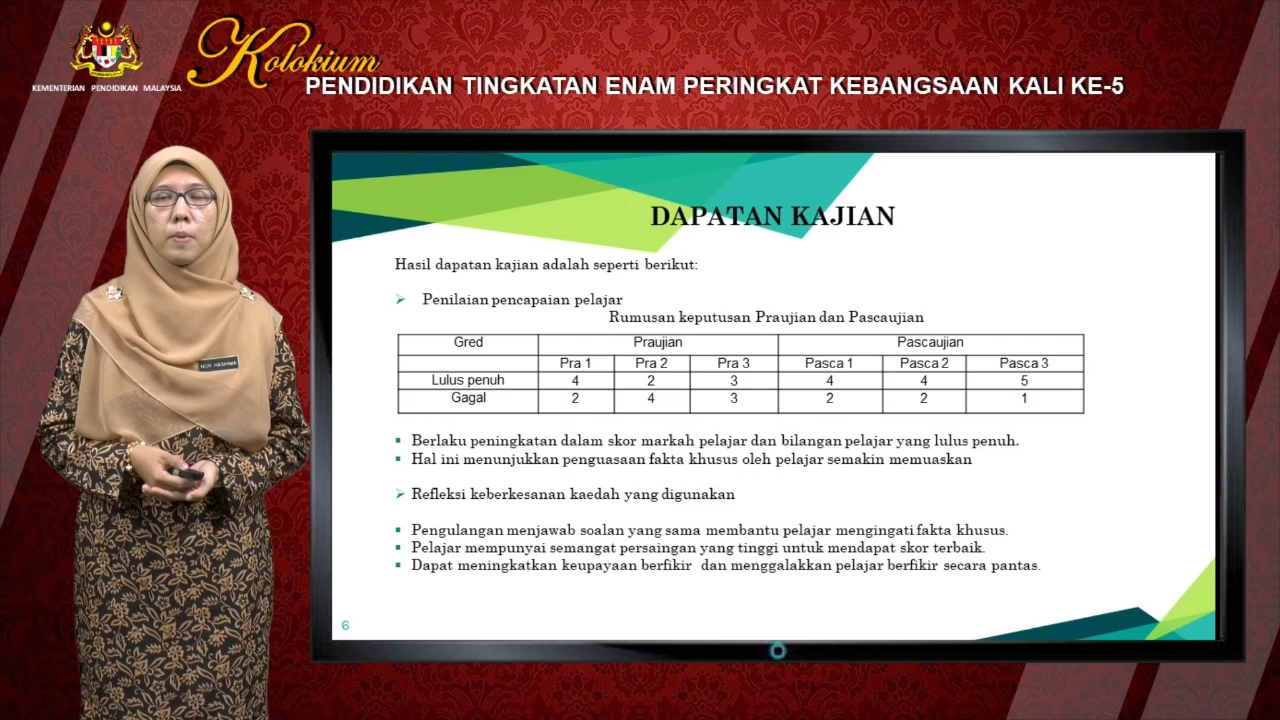 Kolokium
KEMENTERIAN PENDIDIKAN MALAYSIA
PENDIDIKAN TINGKATAN ENAM PERINGKAT KEBANGSAAN KALI KE-5
DAPATAN KAJIAN
Hasil dapatan kajian adalah seperti berikut:
➢ Penilaian pencapaian pelajar
Rumusan keputusan Praujian dan Pascaujian
Gred Praujian Pascaujian
Pra 1 Pra 2 Pra 3 Pasca 1 Pasca 2 Pasca 3
Lulus penuh 4 2 3 4 4 5
Gagal 2 4 3 2 2 1
▪ Berlaku peningkatan dalam skor markah pelajar dan bilangan pelajar yang lulus penuh.
▪ Hal ini menunjukkan penguasaan fakta khusus oleh pelajar semakin memuaskan
➢ Refleksi keberkesanan kaedah yang digunakan
▪ Pengulangan menjawab soalan yang sama membantu pelajar mengingati fakta khusus.
▪ Pelajar mempunyai semangat persaingan yang tinggi untuk mendapat skor terbaik.
▪ Dapat meningkatkan keupayaan berfikir dan menggalakkan pelajar berfikir secara pantas.
6
NOR HASHIMA